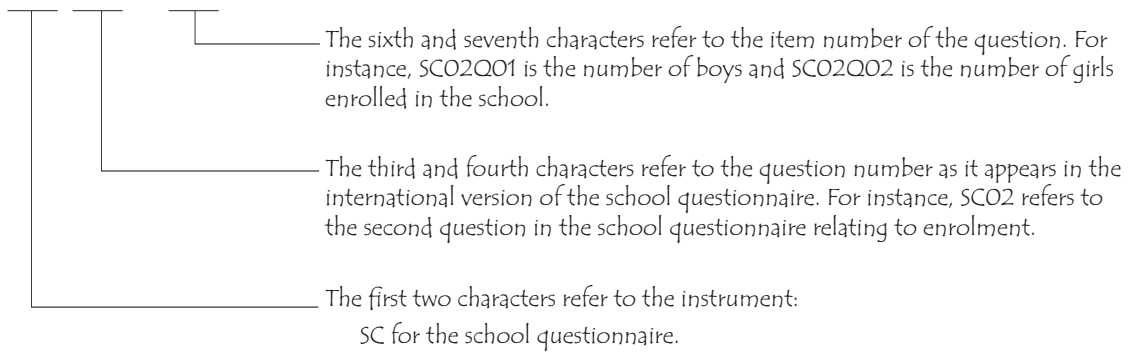 The sixth and seventh characters refer to the item number of the question. For
instance, SC02Q01 is the number of boys and SC02Q02 is the number of girls
enrolled in the school.
The third and fourth characters refer to the question number as it appears in the
international version of the school questionnaire. For instance, SC02 refers to
the second question in the school questionnaire relating to enrolment.
The first two characters refer to the instrument:
SC for the school questionnaire.